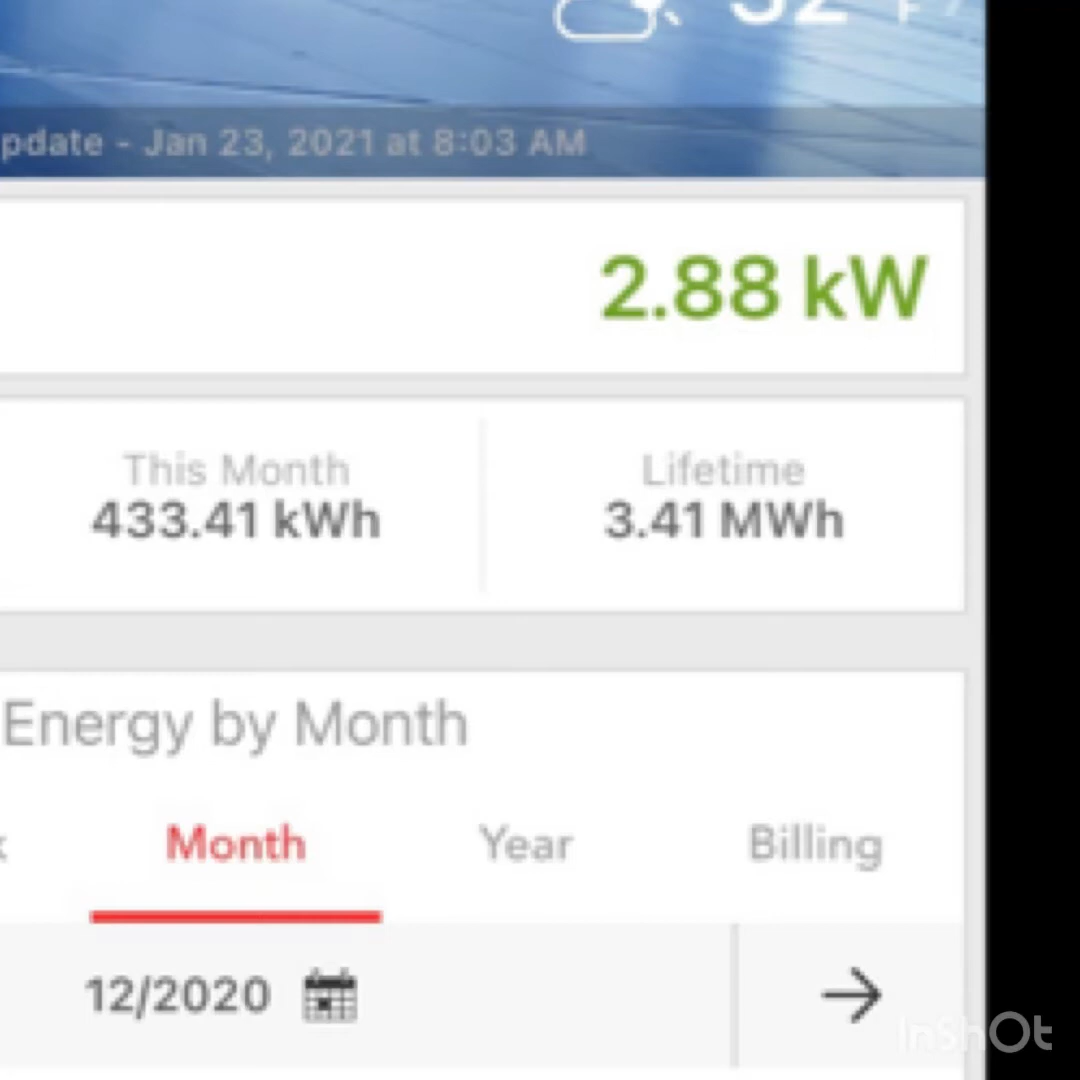 pdate - Jan 23, 2021 at 8:03 AM
2.88 kW
This Month
433.41 kWh
Lifetime
3.41 MWh
Energy by Month
Month
Year
Billing
12/2020
InShOt